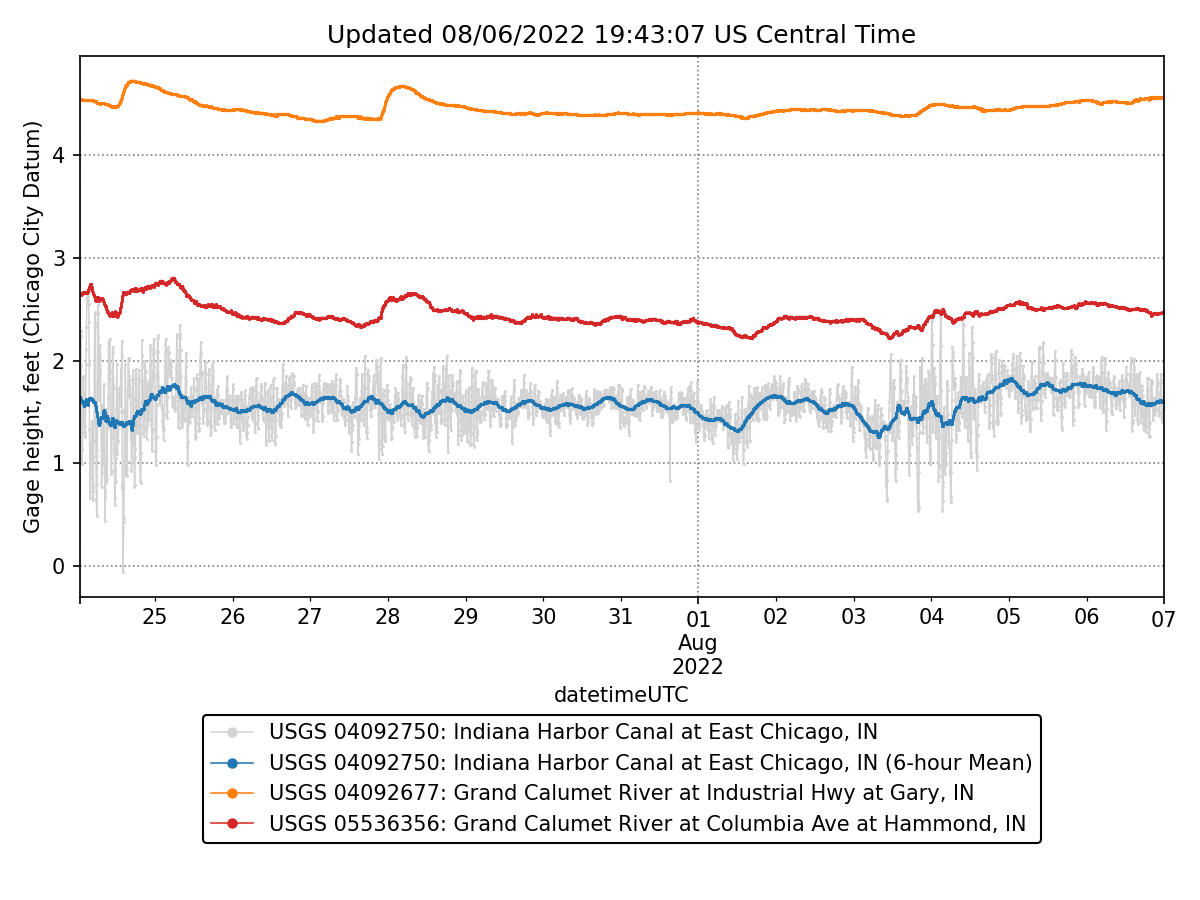 Updated 08/06/2022 19:43:07 US Central Time
Gage height, feet (Chicago City Datum)
4
3
2
1
0
25 26 27 28 29 30 31 01 02 03 04 05 06 07
Aug
2022
datetimeUTC
USGS 04092750: Indiana Harbor Canal at East Chicago, IN
USGS 04092750: Indiana Harbor Canal at East Chicago, IN (6-hour Mean)
USGS 04092677: Grand Calumet River at Industrial Hwy at Gary, IN
USGS 05536356: Grand Calumet River at Columbia Ave at Hammond, IN